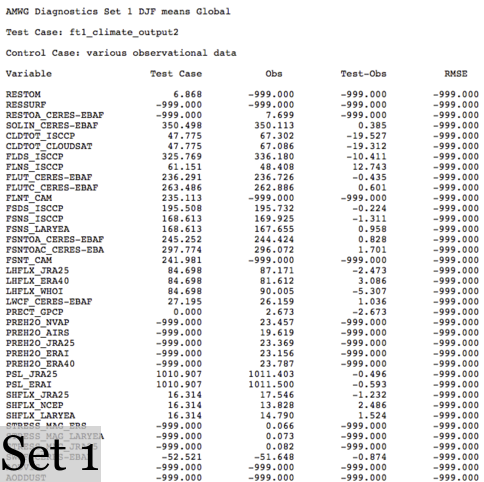 AMWG Diagnostics Set 1 DJF means Global
Test Case: ft1_climate_output2
Control Case: various observational data
Variable Test Case Obs Test-Obs RMSE
RESTOM 6.868 -999.000 -999.000 -999.000
RESSURF -999.000 -999.000 -999.000 -999.000
RESTOA_CERES-EBAF -999.000 7.699 -999.000 -999.000
SOLIN_CERES-EBAF 350.498 350.113 0.385 -999.000
CLDTOT_ISCCP 47.775 67.302 -19.527 -999.000
CLDTOT_CLOUDSAT 47.775 67.086 -19.312 -999.000
FLDS_ISCCP 325.769 336.180 -10.411 -999.000
FLNS_ISCCP 61.151 48.408 12.743 -999.000
FLUT_CERES-EBAF 236.291 236.726 -0.435 -999.000
FLUTC_CERES-EBAF 263.486 262.886 0.601 -999.000
FLNT_CAM 235.113 -999.000 -999.000 -999.000
FSDS_ISCCP 195.508 195.732 -0.224 -999.000
FSNS_ISCCP 168.613 169.925 -1.311 -999.000
FSNS_LARYEA 168.613 167.655 0.958 -999.000
FSNTOA_CERES-EBAF 245.252 244.424 0.828 -999.000
FSNTOAC_CERES-EBA 297.774 296.072 1.701 -999.000
FSNT_CAM 241.981 -999.000 -999.000 -999.000
LHFLX_JRA25 84.698 87.171 -2.473 -999.000
LHFLX_ERA40 84.698 81.612 3.086 -999.000
LHFLX_WHOI 84.698 90.005 -5.307 -999.000
LWCF_CERES-EBAF 27.195 26.159 1.036 -999.000
PRECT_GPCP 0.000 2.673 -2.673 -999.000
PREH2O_NVAP -999.000 23.457 -999.000 -999.000
PREH2O_AIRS -999.000 19.619 -999.000 -999.000
PREH2O_JRA25 -999.000 23.369 -999.000 -999.000
PREH2O_ERAI -999.000 23.156 -999.000 -999.000
PREH2O_ERA40 -999.000 23.787 -999.000 -999.000
PSL_JRA25 1010.907 1011.403 -0.496 -999.000
PSL_ERAI 1010.907 1011.500 -0.593 -999.000
SHFLX_JRA25 16.314 17.546 -1.232 -999.000
SHFLX_NCEP 16.314 13.828 2.486 -999.000
SHFLX_LARYEA 16.314 14.790 1.524 -999.000
STRESS_MAG_ERS -999.000 0.066 -999.000 -999.000
STRESS_MAG_LARYEA -999.000 0.073 -999.000 -999.000
-999.000 0.082 -999.000 -999.000
-52.521 -51.648 -0.874 -999.000
-999.000 -999.000 -999.000 -999.000
AODDUST -999.000 -999.000 -999.000 -999.000
Set 1